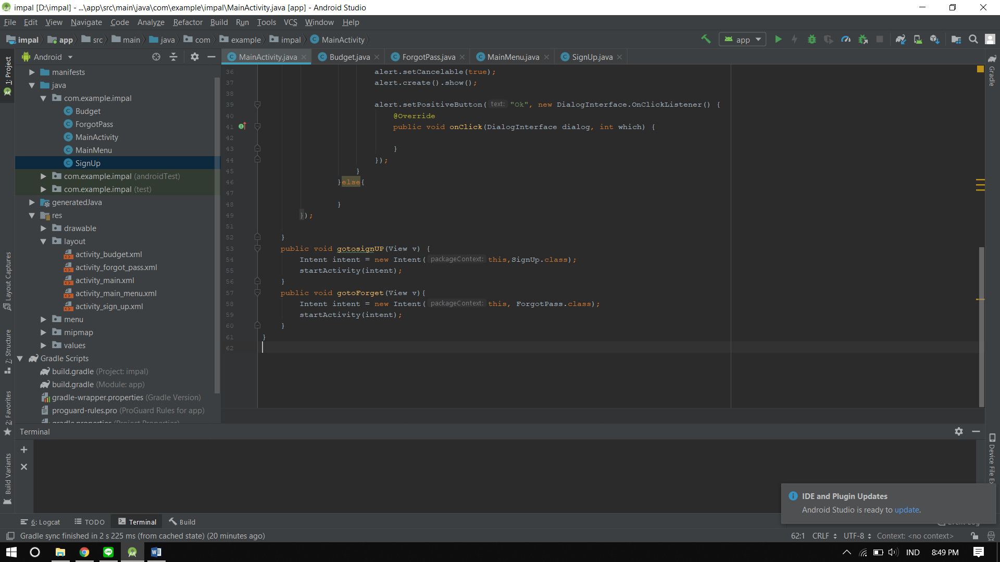 impal [D:\impal] - ...\app\src\main\java\com\example\impal\MainActivity.java [app] - Android Studio
File Edit View Navigate Code Analyze Refactor Build Run Tools VCS Window Help
impal app src main java com example impal MainActivity app
1: Project
Layout Captures
7: Structure
2: Favorites
Build Variants
Android
manifests
java
com.example.impal
Budget
ForgotPass
MainActivity
MainMenu
SignUp
com.example.impal (androidTest)
com.example.impal (test)
generatedJava
res
drawable
layout
activity_budget.xml
activity_forgot_pass.xml
activity_main.xml
activity_main_menu.xml
activity_sign_up.xml
menu
mipmap
values
Gradle Scripts
build.gradle (Project: impal)
build.gradle (Module: app)
gradle-wrapper.properties (Gradle Version)
proguard-rules.pro (ProGuard Rules for app)
gradle.properties (Project Properties)
MainActivity.java Budget.java ForgotPass.java MainMenu.java SignUp.java
36 alert.setCancelable(true);
37 alert.create().show();
38
39 alert.setPositiveButton( text: "Ok", new DialogInterface.OnClickListener() {
40 @Override
41 public void onClick(DialogInterface dialog, int which) {
42
43 }
44 });
45 }
46 }else{
47
48 }
49 });
51
52 }
53 public void gotosignUP(View v) {
54 Intent intent = new Intent( packageContext: this,SignUp.class);
55 startActivity(intent);
56 }
57 public void gotoForget(View v){
58 Intent intent = new Intent( packageContext: this, ForgotPass.class);
59 startActivity(intent);
60 }
61 }
62
Gradle
Device File Ex
Terminal
IDE and Plugin Updates
Android Studio is ready to update.
6: Logcat TODO Terminal Build Event Log
Gradle sync finished in 2 s 225 ms (from cached state) (20 minutes ago) 62:1 CRLF UTF-8 Context: <no context>
IND 8:49 PM